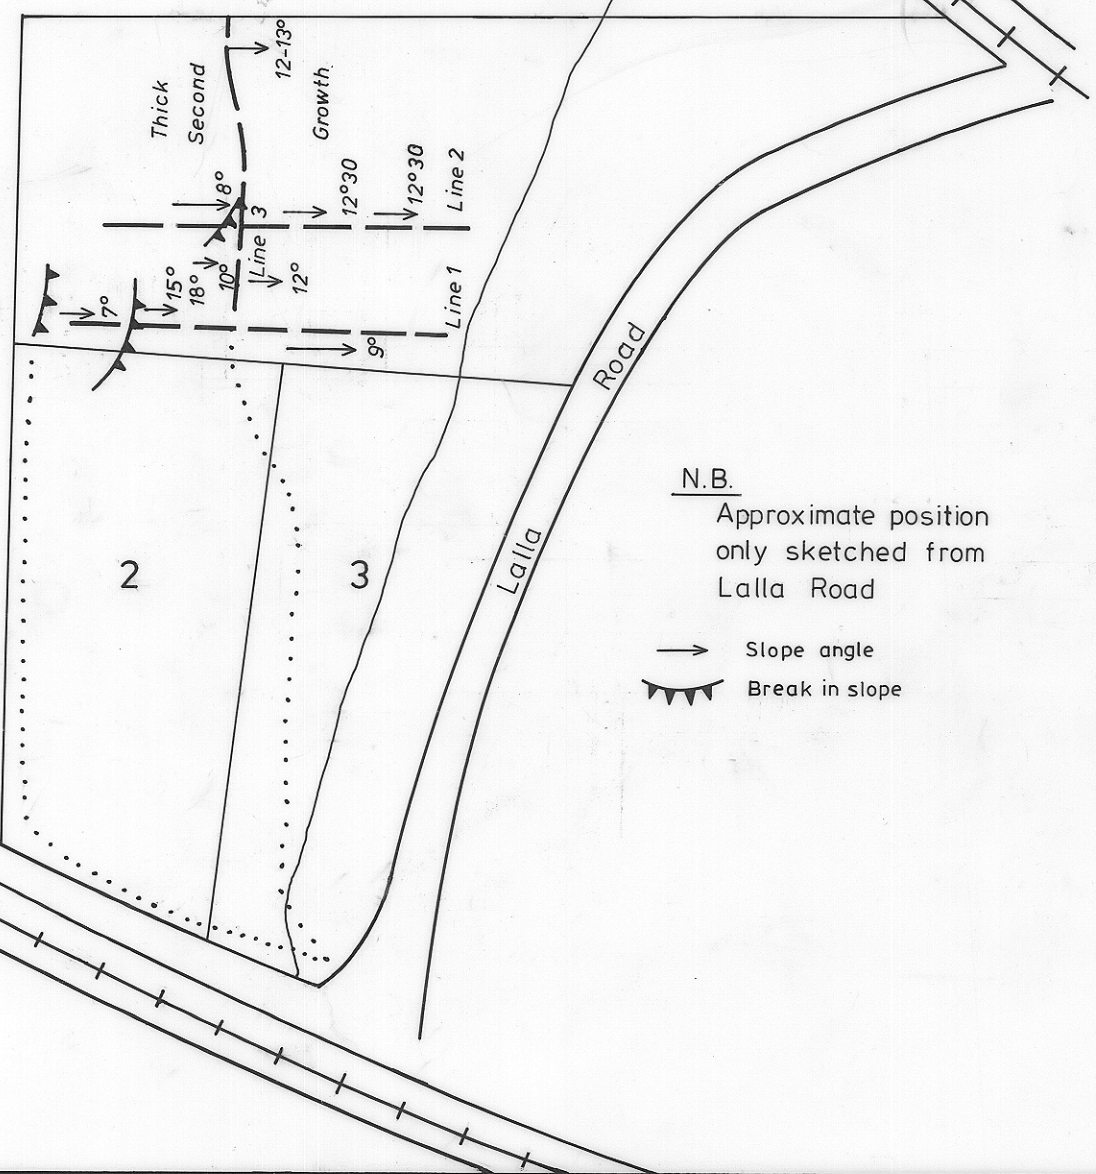 Thick
Second
Growth
12-13°
8°
3
Line
12°30
12°30
Line 2
7°
15°
18°
10°
12°
Line 1
9°
2
3
Lalla Road
N.B.
Approximate position
only sketched from
Lalla Road
Slope angle
Break in slope